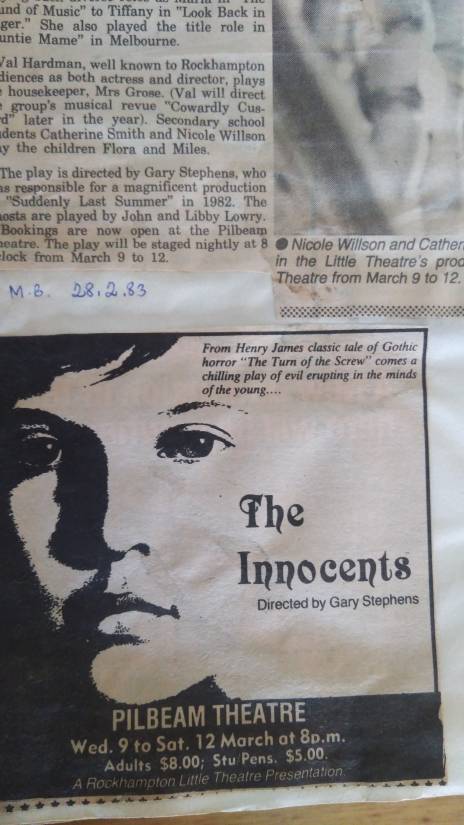 und of Music" to Tiffany in "Look Back in
ger." She also played the title role in
untie Mame" in Melbourne.
Val Hardman, well known to Rockhampton
diences as both actress and director, plays
housekeeper, Mrs Grose. (Val will direct
group's musical revue "Cowardly Cus-
rd" later in the year). Secondary school
dents Catherine Smith and Nicole Willson
ay the children Flora and Miles.
The play is directed by Gary Stephens, who
as responsible for a magnificent production
"Suddenly Last Summer" in 1982. The
osts are played by John and Libby Lowry.
Bookings are now open at the Pilbeam
eatre. The play will be staged nightly at 8
clock from March 9 to 12.
● Nicole Willson and Cather
in the Little Theatre's prod
Theatre from March 9 to 12.
M.B. 28.2.83
From Henry James classic tale of Gothic
horror "The Turn of the Screw" comes a
chilling play of evil erupting in the minds
of the young....
The
Innocents
Directed by Gary Stephens
PILBEAM THEATRE
Wed. 9 to Sat. 12 March at 8p.m.
Adults $8.00; Stu/Pens. $5.00.
A Rockhampton Little Theatre Presentation.